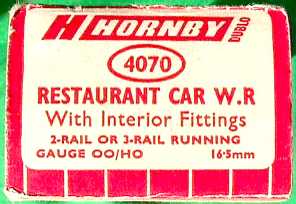 HORNBY DUBLO
4070
RESTAURANT CAR W.R
With Interior Fittings
2-RAIL OR 3-RAIL RUNNING
GAUGE OO/HO 16·5mm